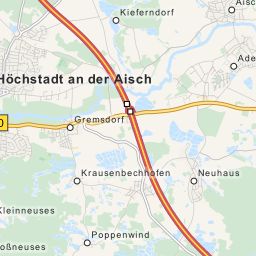 Kieferndorf
Höchstadt an der Aisch
Gremsdorf
Krausenbechhofen
Neuhaus
Kleinneuses
Poppenwind